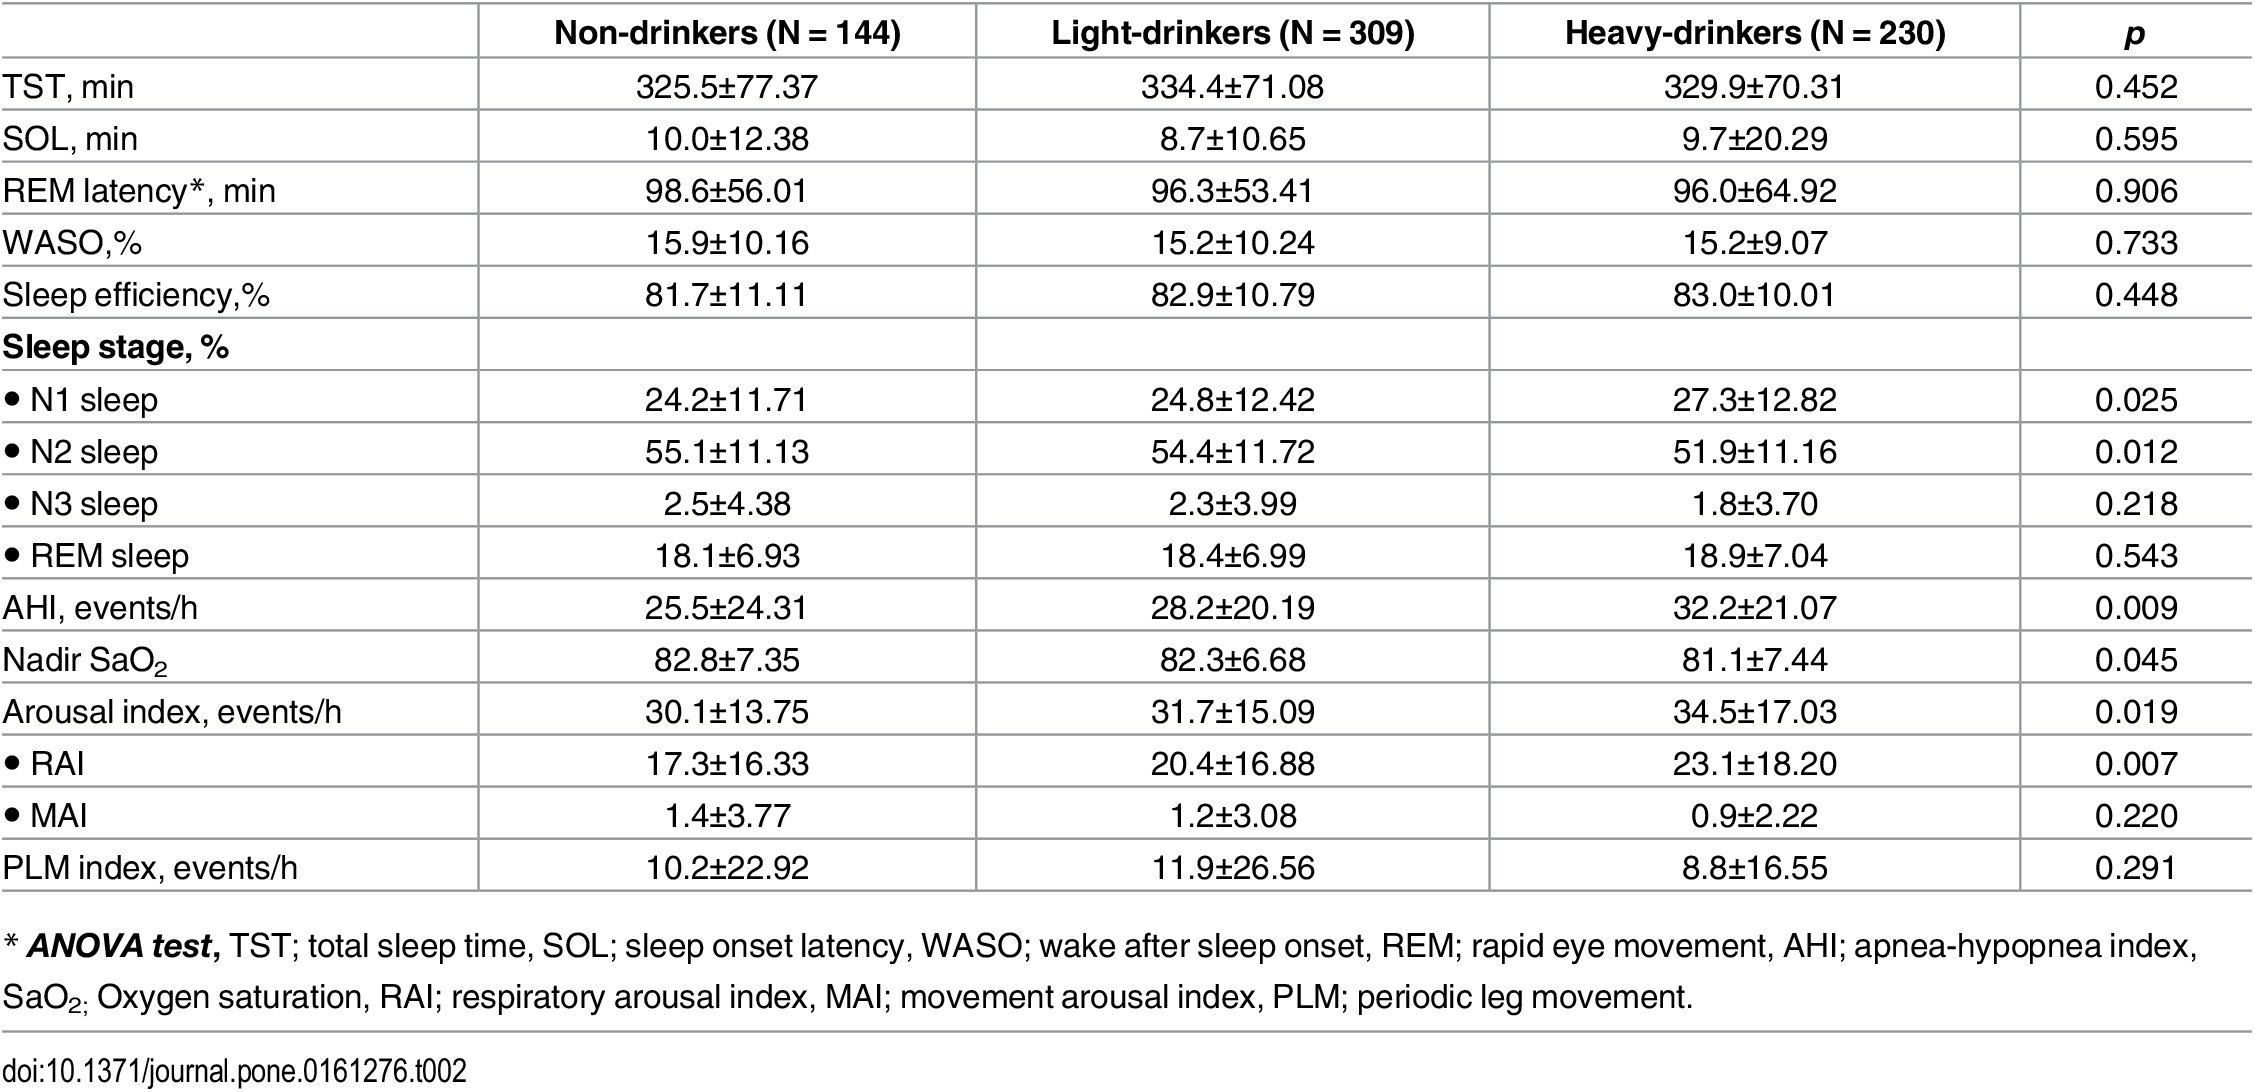 Non-drinkers (N = 144) Light-drinkers (N = 309) Heavy-drinkers (N = 230) p
TST, min 325.5±77.37 334.4±71.08 329.9±70.31 0.452
SOL, min 10.0±12.38 8.7±10.65 9.7±20.29 0.595
REM latency*, min 98.6±56.01 96.3±53.41 96.0±64.92 0.906
WASO,% 15.9±10.16 15.2±10.24 15.2±9.07 0.733
Sleep efficiency,% 81.7±11.11 82.9±10.79 83.0±10.01 0.448
Sleep stage, %
• N1 sleep 24.2±11.71 24.8±12.42 27.3±12.82 0.025
• N2 sleep 55.1±11.13 54.4±11.72 51.9±11.16 0.012
• N3 sleep 2.5±4.38 2.3±3.99 1.8±3.70 0.218
• REM sleep 18.1±6.93 18.4±6.99 18.9±7.04 0.543
AHI, events/h 25.5±24.31 28.2±20.19 32.2±21.07 0.009
Nadir SaO₂ 82.8±7.35 82.3±6.68 81.1±7.44 0.045
Arousal index, events/h 30.1±13.75 31.7±15.09 34.5±17.03 0.019
• RAI 17.3±16.33 20.4±16.88 23.1±18.20 0.007
• MAI 1.4±3.77 1.2±3.08 0.9±2.22 0.220
PLM index, events/h 10.2±22.92 11.9±26.56 8.8±16.55 0.291
* ANOVA test, TST; total sleep time, SOL; sleep onset latency, WASO; wake after sleep onset, REM; rapid eye movement, AHI; apnea-hypopnea index,
SaO₂; Oxygen saturation, RAI; respiratory arousal index, MAI; movement arousal index, PLM; periodic leg movement.
doi:10.1371/journal.pone.0161276.t002